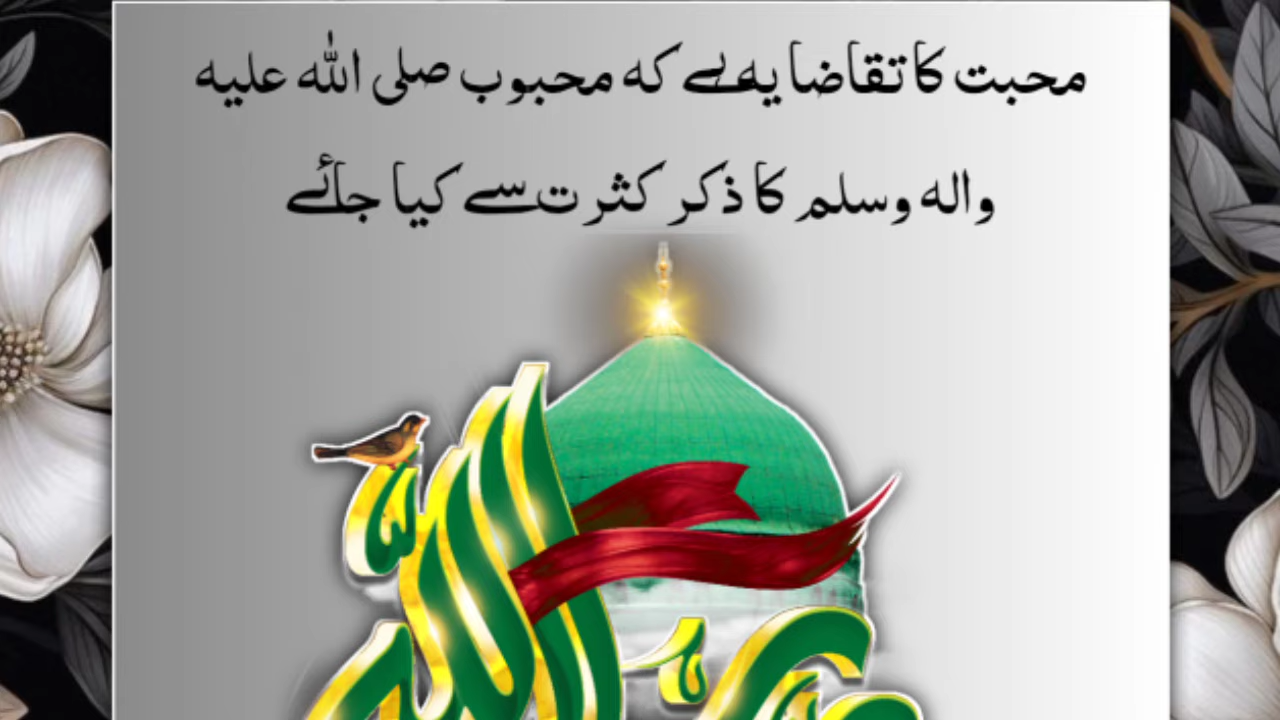 محبت کا تقاضا یہ ہے کہ محبوب صلی اللہ علیہ
والہ وسلم کا ذکر کثرت سے کیا جائے